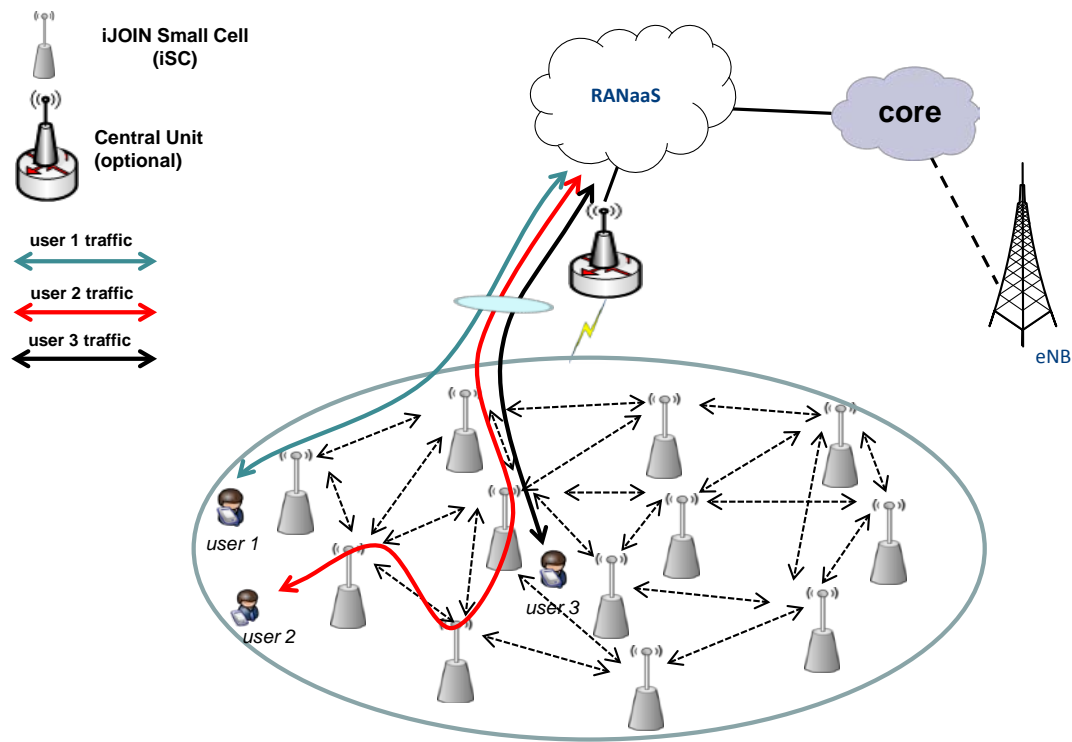 iJOIN Small Cell
(iSC)
Central Unit
(optional)
user 1 traffic
user 2 traffic
user 3 traffic
RANaaS
core
eNB
user 1
user 2
user 3